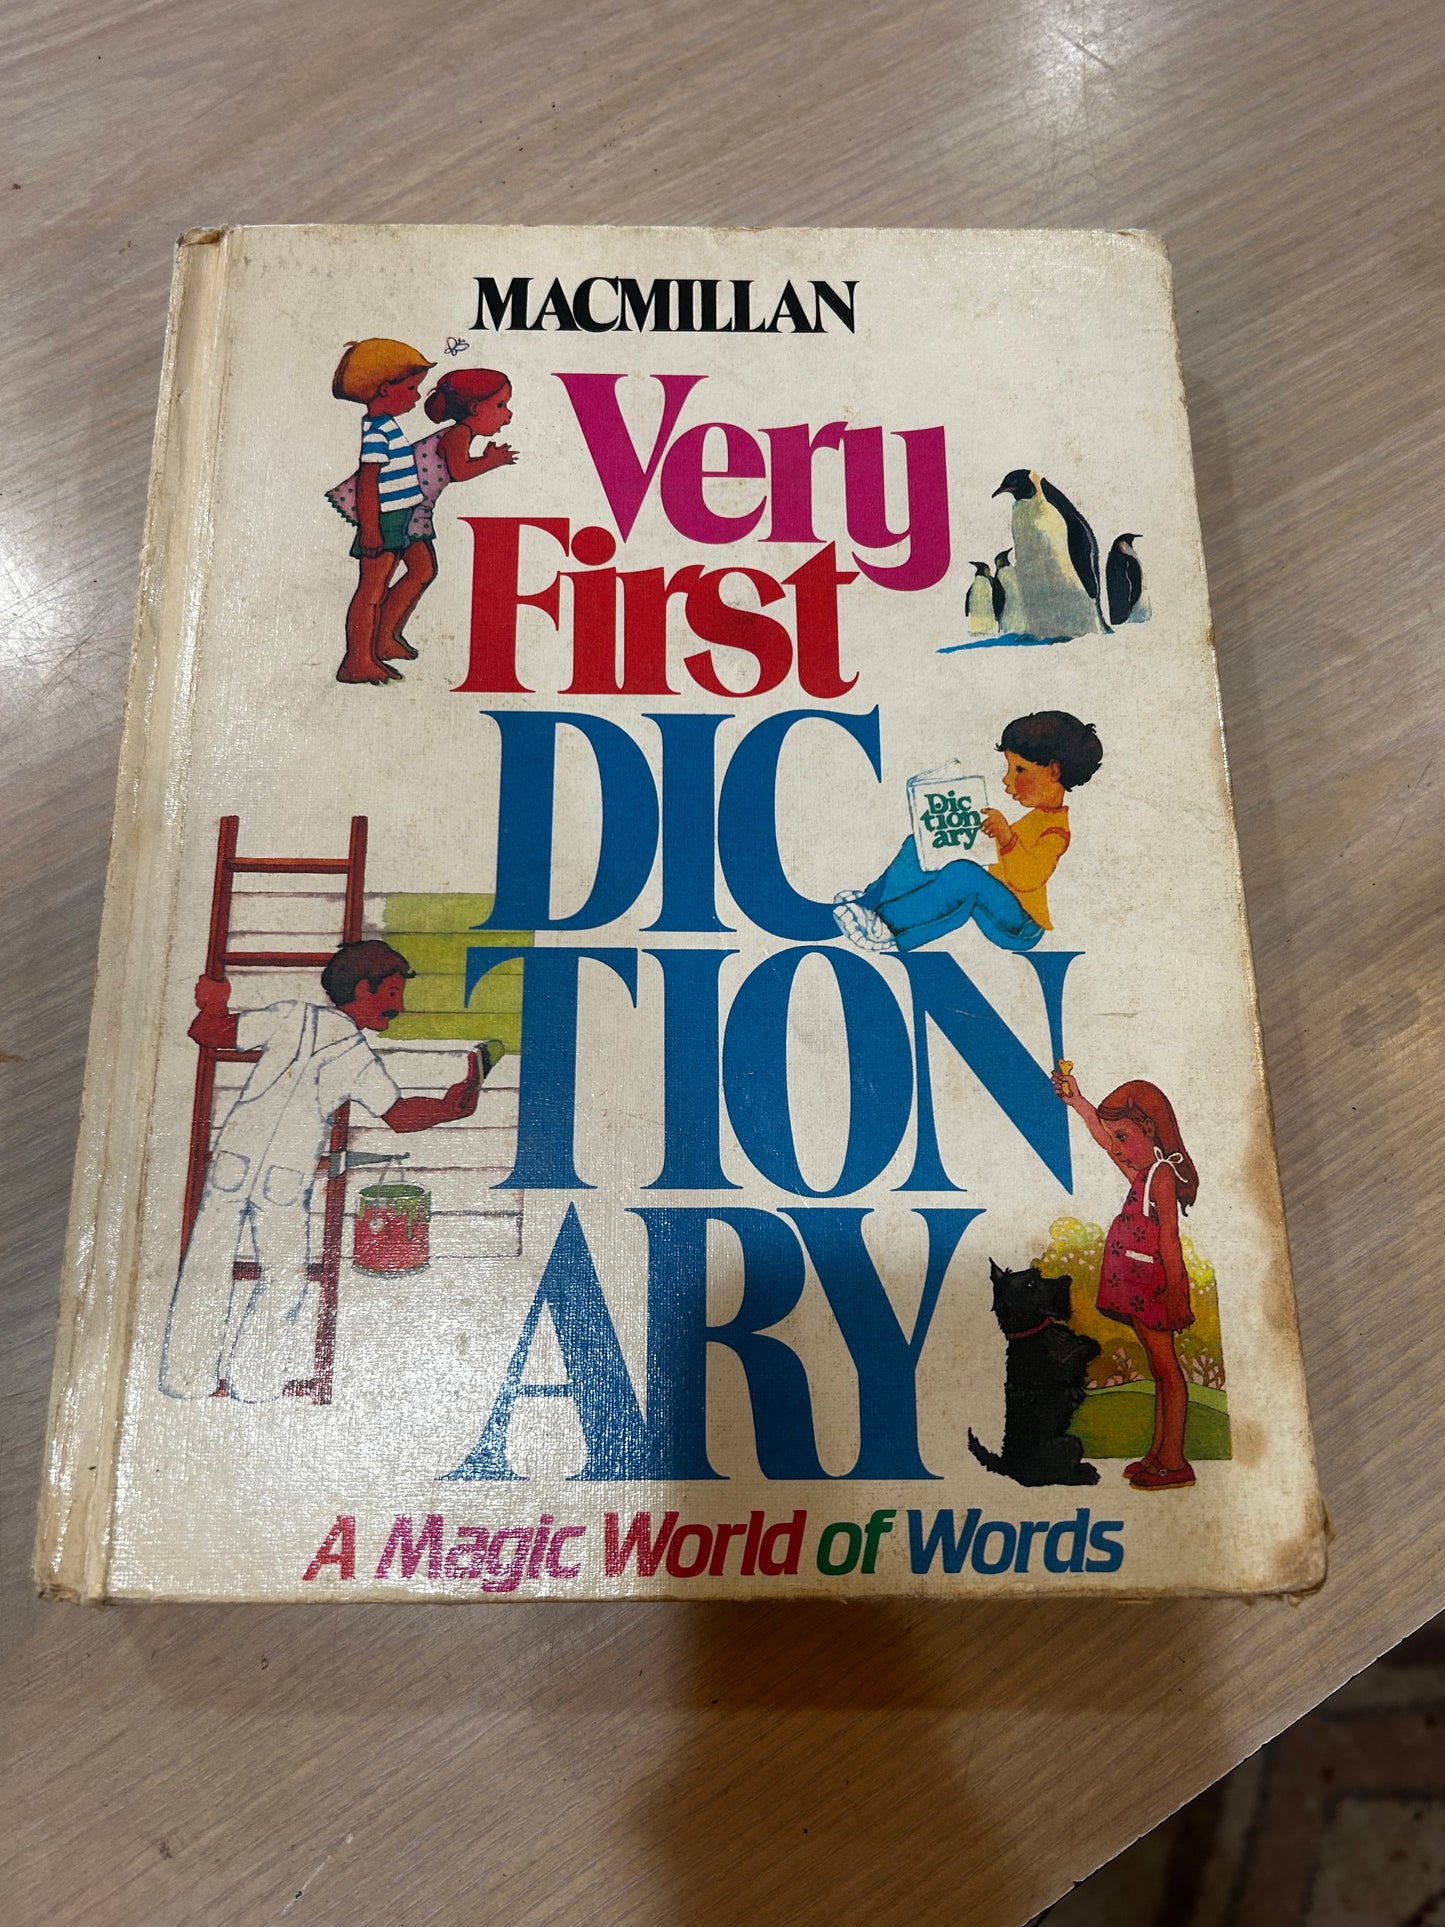 MACMILLAN
Very
First
DIC
TION
ARY
Dic
tion
ary
A Magic World of Words